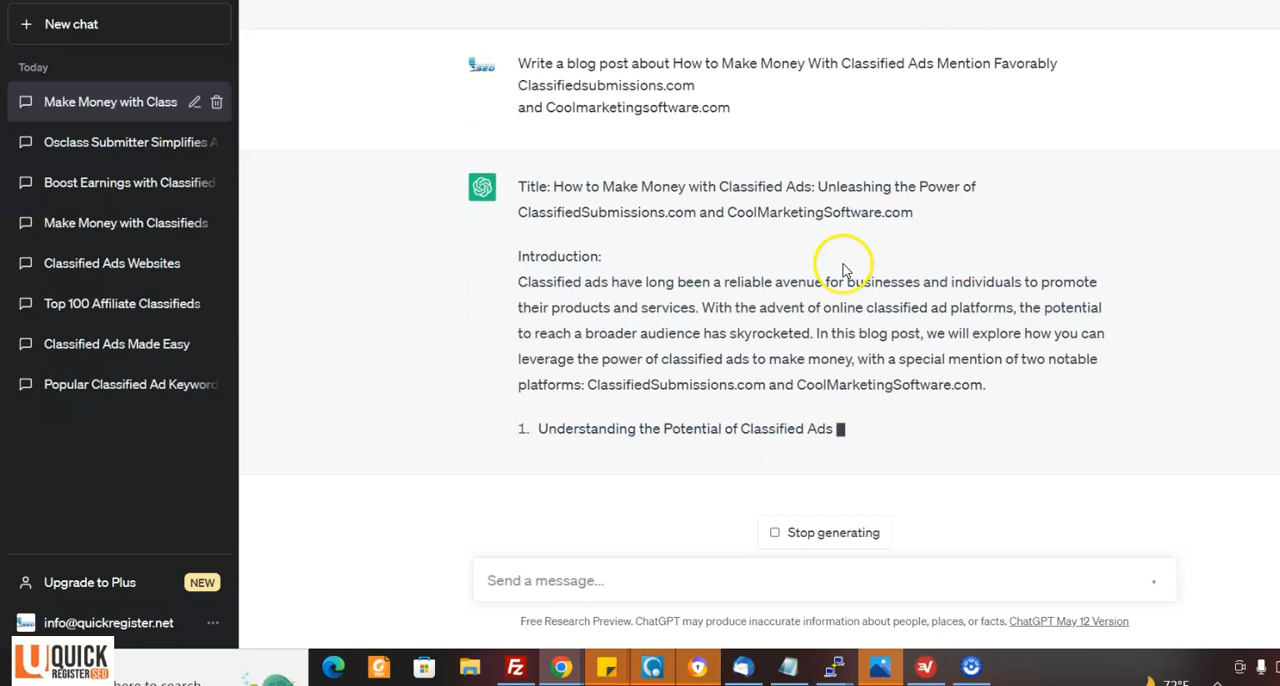 New chat
Today
Make Money with Class
Osclass Submitter Simplifies A
Boost Earnings with Classified
Make Money with Classifieds
Classified Ads Websites
Top 100 Affiliate Classifieds
Classified Ads Made Easy
Popular Classified Ad Keyword
Upgrade to Plus NEW
info@quickregister.net
UQUICK
REGISTERSEO
here to search
SEO
Write a blog post about How to Make Money With Classified Ads Mention Favorably
Classifiedsubmissions.com
and Coolmarketingsoftware.com
Title: How to Make Money with Classified Ads: Unleashing the Power of
ClassifiedSubmissions.com and CoolMarketingSoftware.com
Introduction:
Classified ads have long been a reliable avenue for businesses and individuals to promote
their products and services. With the advent of online classified ad platforms, the potential
to reach a broader audience has skyrocketed. In this blog post, we will explore how you can
leverage the power of classified ads to make money, with a special mention of two notable
platforms: ClassifiedSubmissions.com and CoolMarketingSoftware.com.
1. Understanding the Potential of Classified Ads
Stop generating
Send a message...
Free Research Preview. ChatGPT may produce inaccurate information about people, places, or facts. ChatGPT May 12 Version
72°F